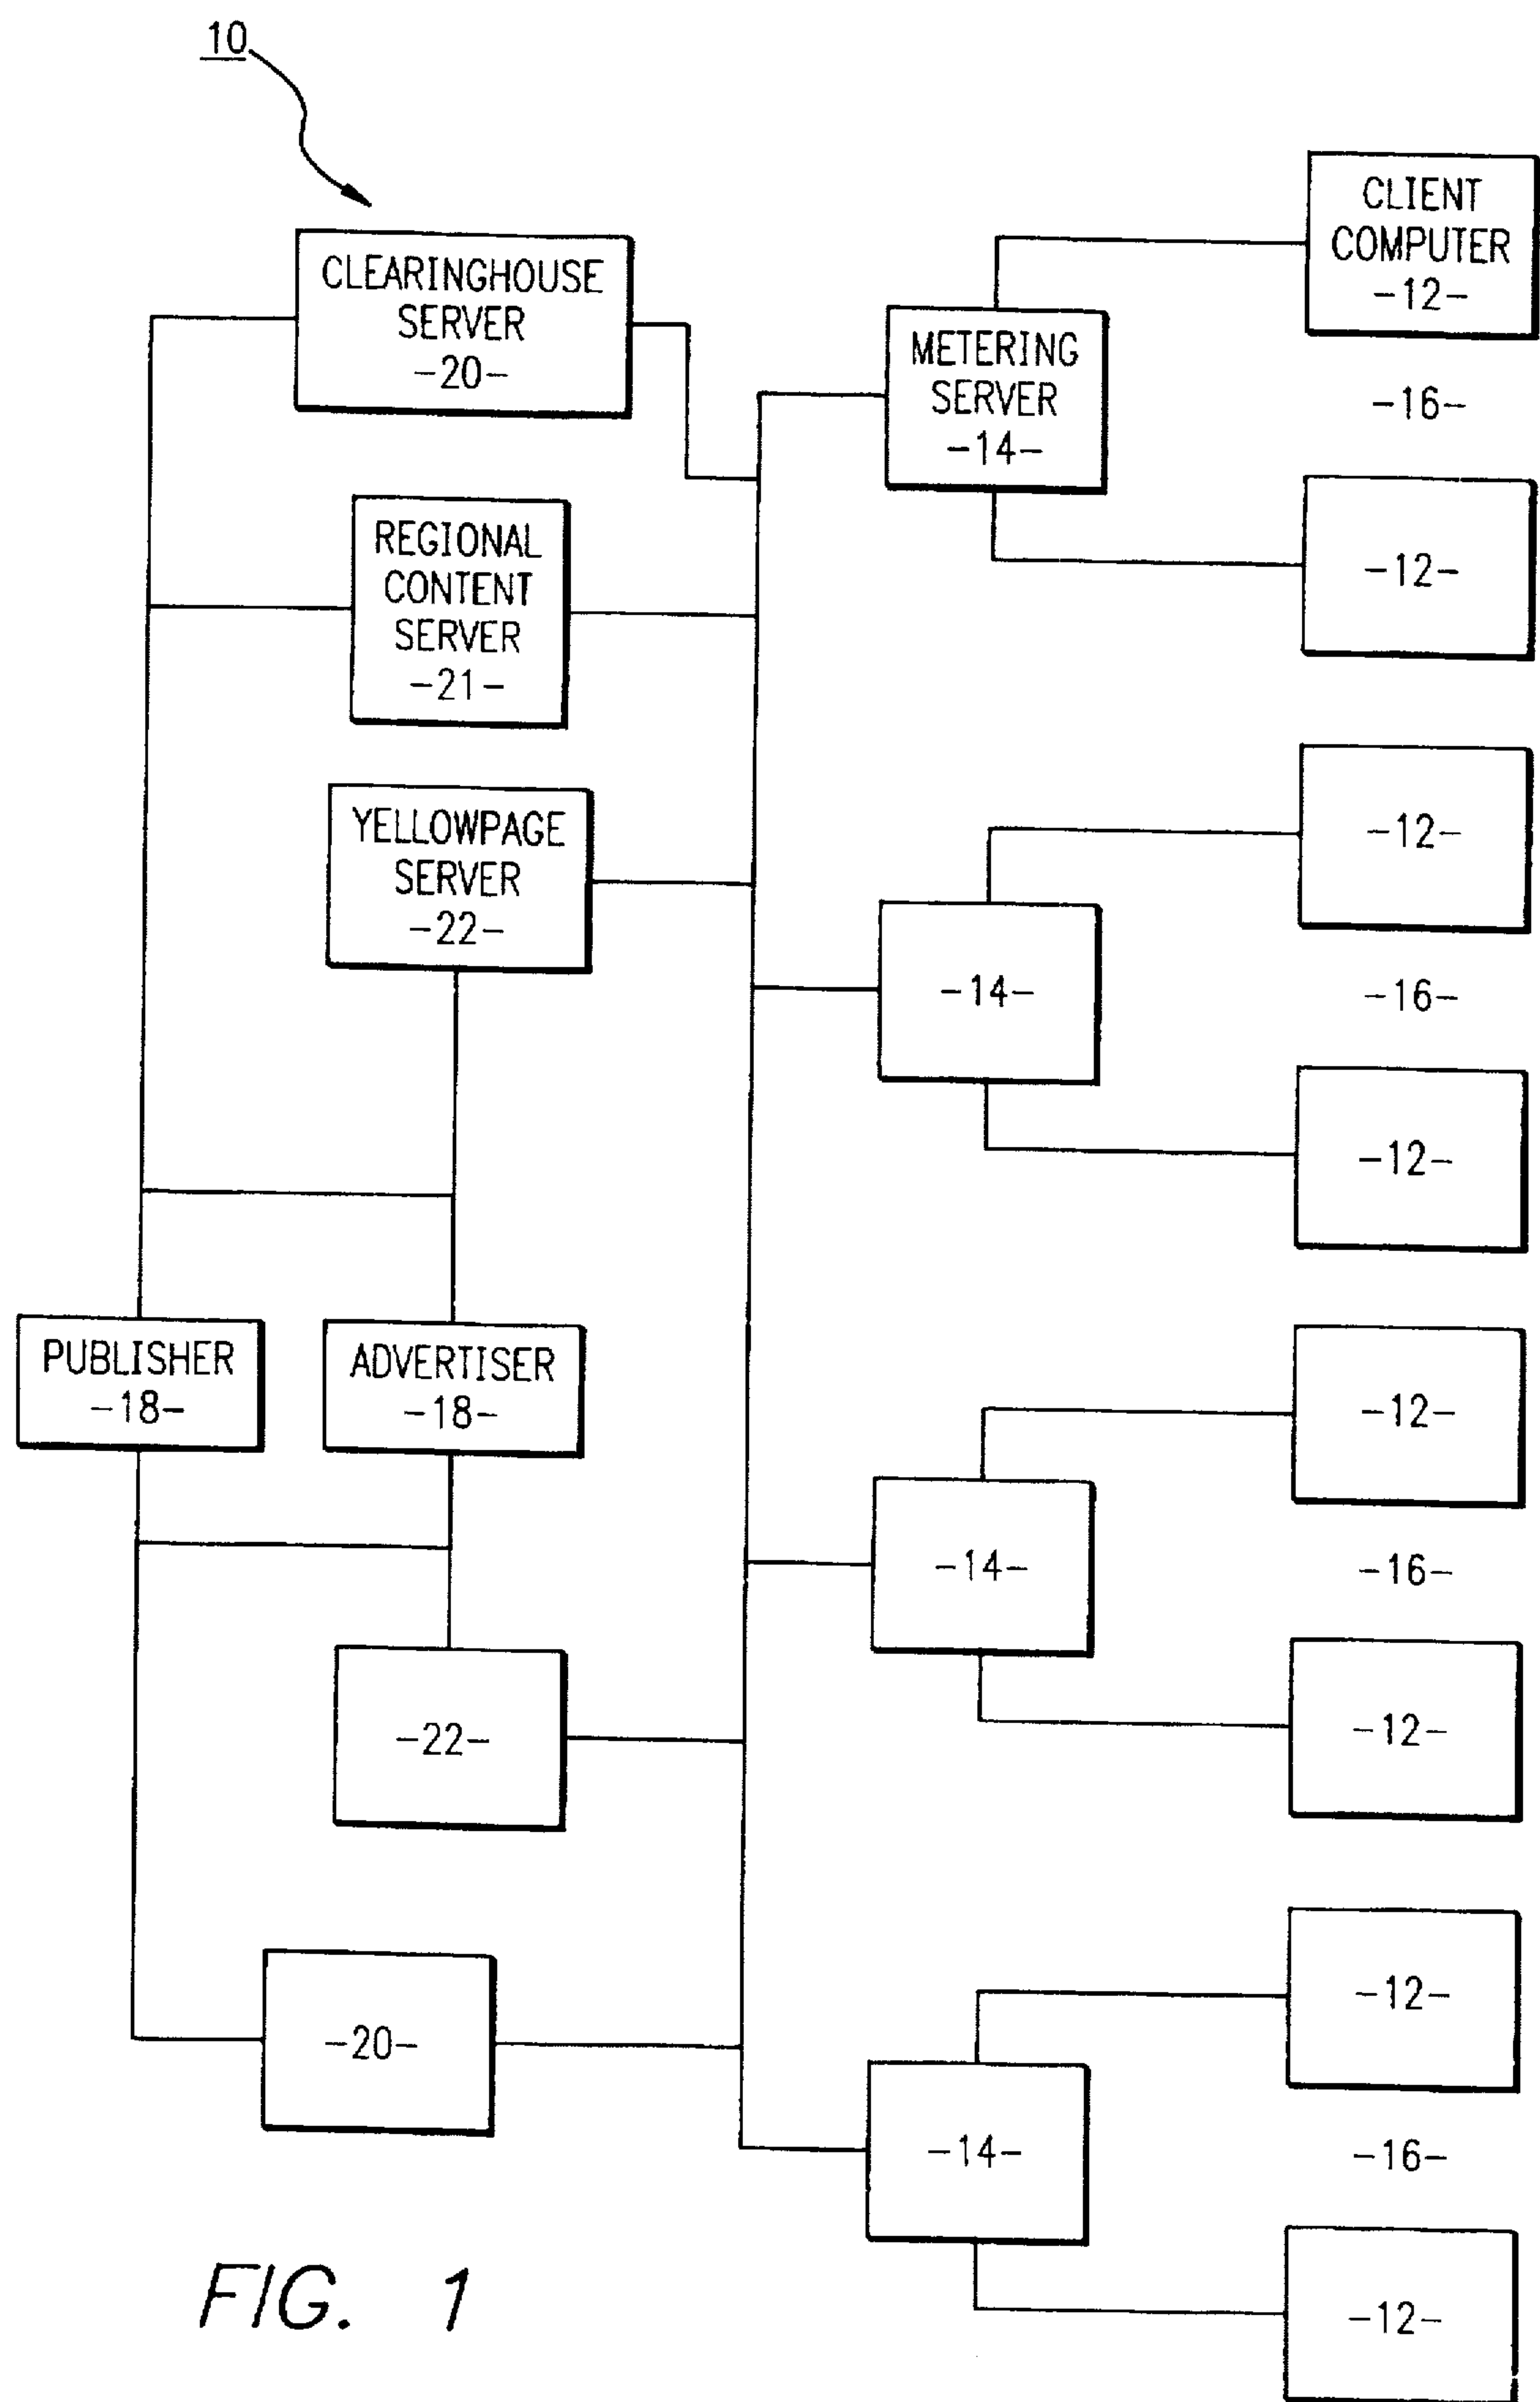 10
CLEARINGHOUSE
SERVER
-20-
REGIONAL
CONTENT
SERVER
-21-
YELLOWPAGE
SERVER
-22-
PUBLISHER
-18-
ADVERTISER
-18-
-22-
-20-
METERING
SERVER
-14-
-14-
-14-
-14-
CLIENT
COMPUTER
-12-
-16-
-12-
-12-
-16-
-12-
-12-
-16-
-12-
-12-
-16-
-12-
FIG. 1